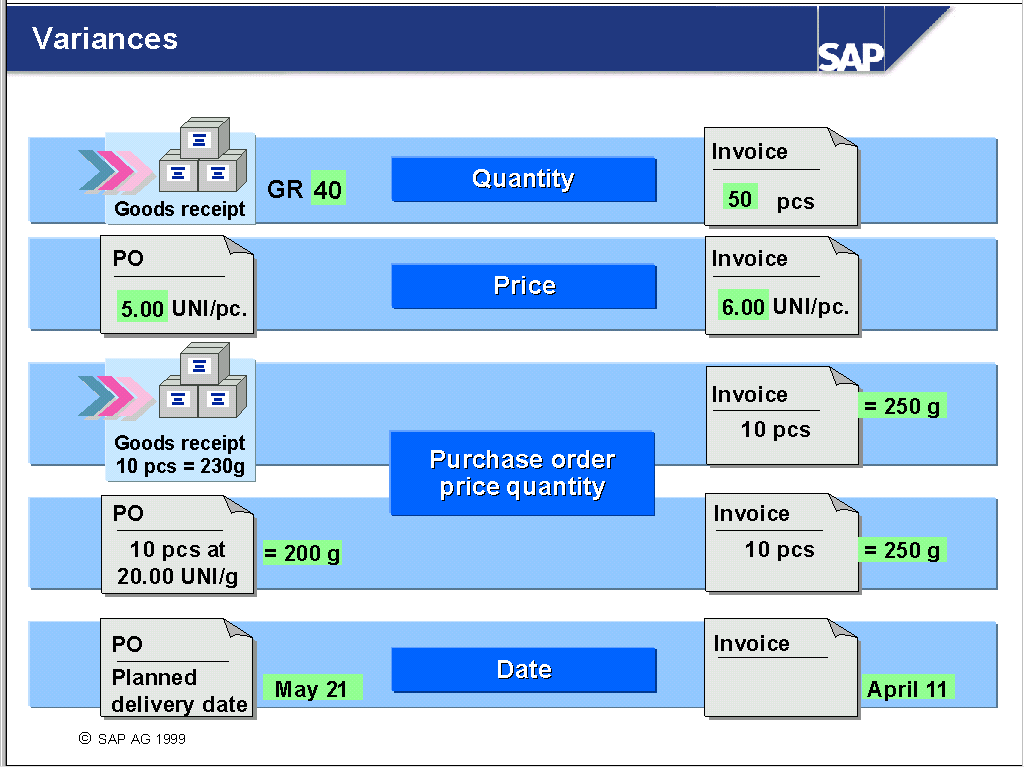 Variances
SAP
Goods receipt
GR 40
Quantity
Invoice
50 pcs
PO
5.00 UNI/pc.
Price
Invoice
6.00 UNI/pc.
Goods receipt
10 pcs = 230g
Invoice
10 pcs
= 250 g
Purchase order
price quantity
PO
10 pcs at
20.00 UNI/g
= 200 g
Invoice
10 pcs
= 250 g
PO
Planned
delivery date
May 21
Date
Invoice
April 11
© SAP AG 1999